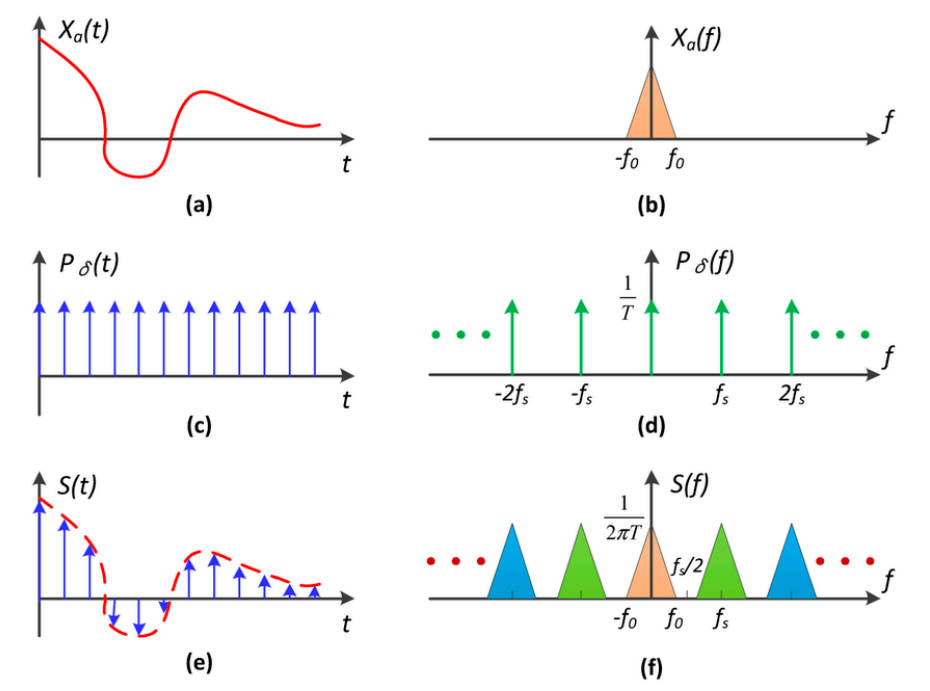 Xₐ(t)
t
(a)
Xₐ(f)
f
-f₀ f₀
(b)
P δ(t)
t
(c)
P δ(f)
1/T
f
-2fₛ -fₛ fₛ 2fₛ
(d)
S(t)
t
(e)
S(f)
1/2πT
fₛ/2
f
-f₀ f₀ fₛ
(f)